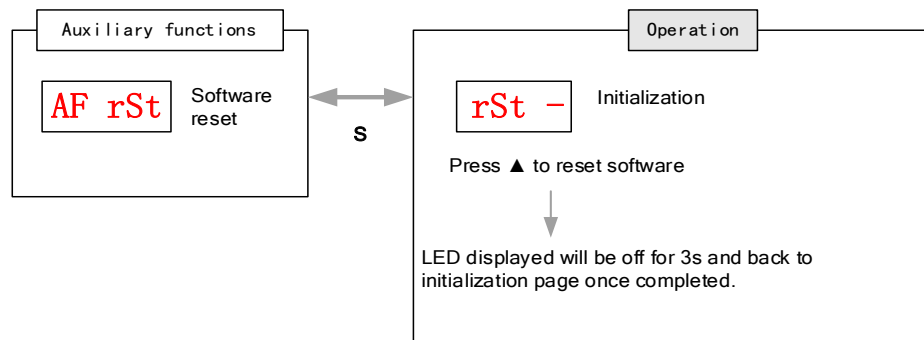 Auxiliary functions
AF rSt
Software
reset
S
Operation
rSt -
Initialization
Press ▲ to reset software
LED displayed will be off for 3s and back to
initialization page once completed.